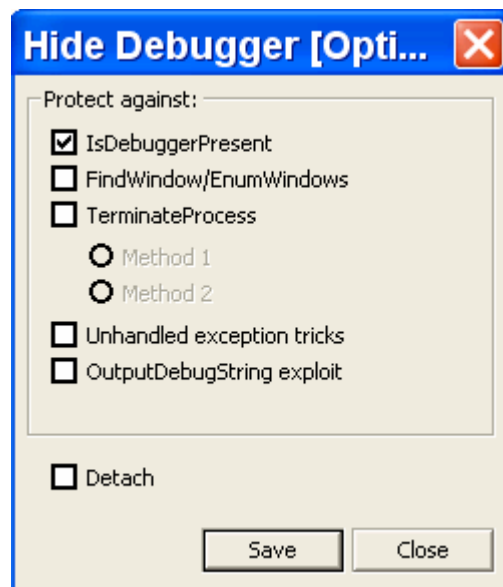 Hide Debugger [Opti...
Protect against:
IsDebuggerPresent
FindWindow/EnumWindows
TerminateProcess
Method 1
Method 2
Unhandled exception tricks
OutputDebugString exploit
Detach
Save Close